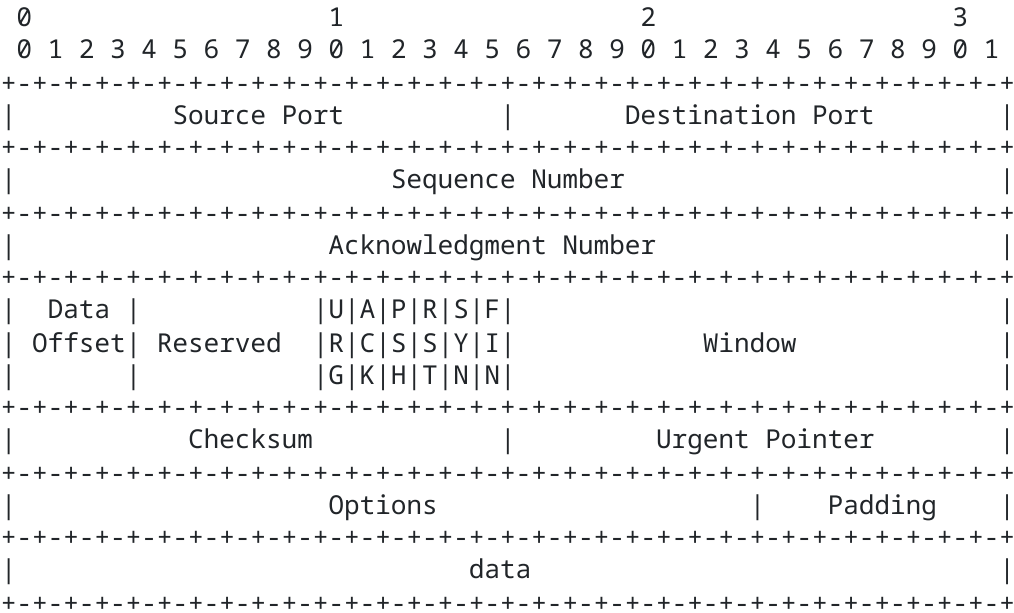 0                   1                   2                   3
 0 1 2 3 4 5 6 7 8 9 0 1 2 3 4 5 6 7 8 9 0 1 2 3 4 5 6 7 8 9 0 1
+-+-+-+-+-+-+-+-+-+-+-+-+-+-+-+-+-+-+-+-+-+-+-+-+-+-+-+-+-+-+-+-+
|          Source Port          |       Destination Port        |
+-+-+-+-+-+-+-+-+-+-+-+-+-+-+-+-+-+-+-+-+-+-+-+-+-+-+-+-+-+-+-+-+
|                        Sequence Number                        |
+-+-+-+-+-+-+-+-+-+-+-+-+-+-+-+-+-+-+-+-+-+-+-+-+-+-+-+-+-+-+-+-+
|                    Acknowledgment Number                      |
+-+-+-+-+-+-+-+-+-+-+-+-+-+-+-+-+-+-+-+-+-+-+-+-+-+-+-+-+-+-+-+-+
|  Data |           |U|A|P|R|S|F|                               |
| Offset| Reserved  |R|C|S|S|Y|I|            Window             |
|       |           |G|K|H|T|N|N|                               |
+-+-+-+-+-+-+-+-+-+-+-+-+-+-+-+-+-+-+-+-+-+-+-+-+-+-+-+-+-+-+-+-+
|           Checksum            |         Urgent Pointer        |
+-+-+-+-+-+-+-+-+-+-+-+-+-+-+-+-+-+-+-+-+-+-+-+-+-+-+-+-+-+-+-+-+
|                    Options                    |    Padding    |
+-+-+-+-+-+-+-+-+-+-+-+-+-+-+-+-+-+-+-+-+-+-+-+-+-+-+-+-+-+-+-+-+
|                             data                              |
+-+-+-+-+-+-+-+-+-+-+-+-+-+-+-+-+-+-+-+-+-+-+-+-+-+-+-+-+-+-+-+-+